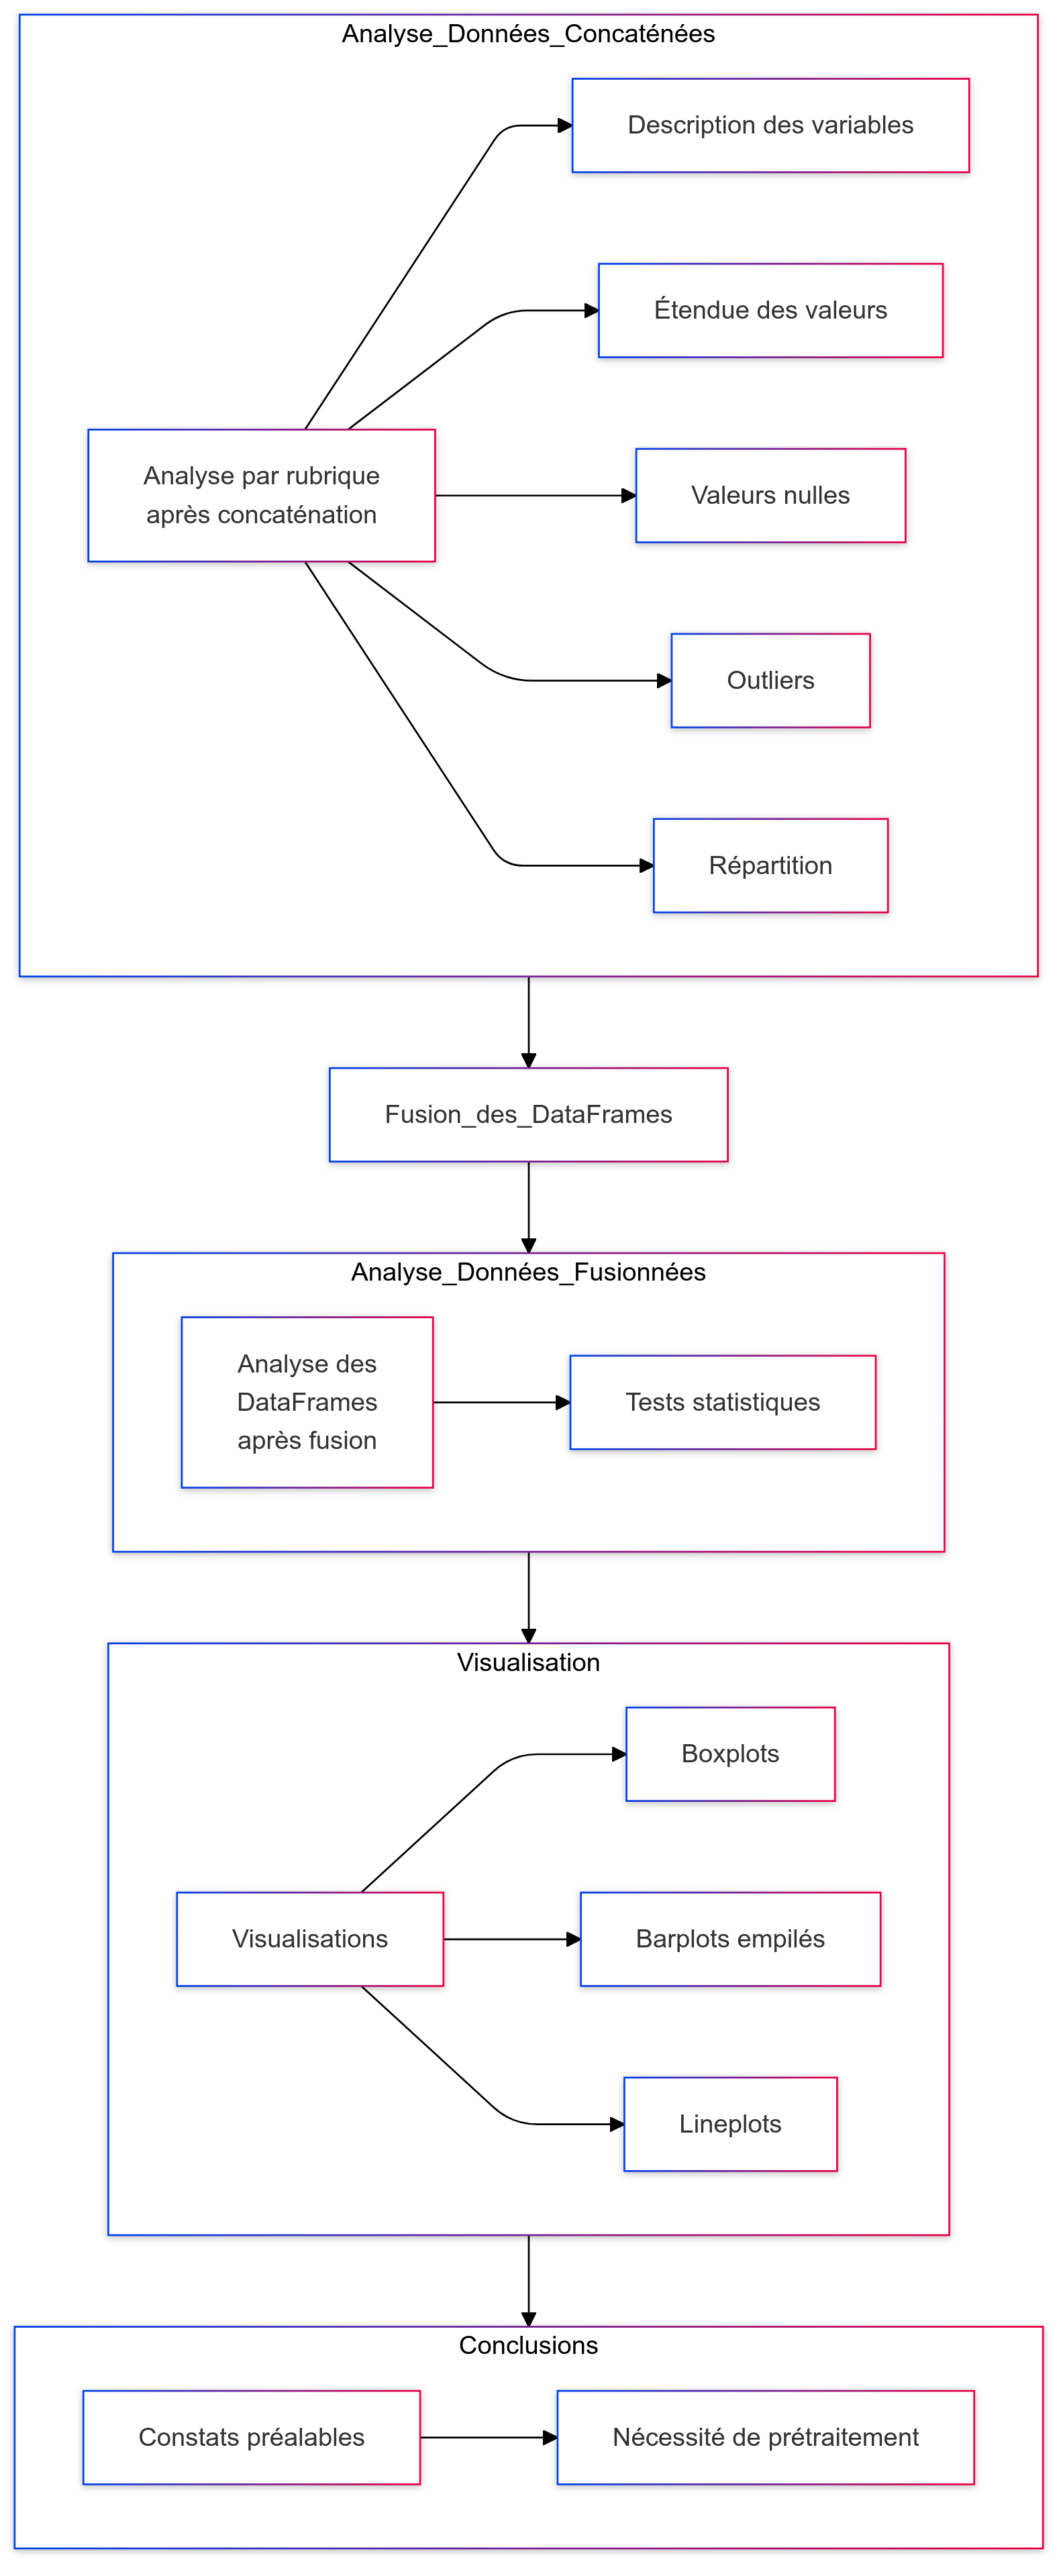 Analyse_Données_Concaténées
Description des variables
Étendue des valeurs
Analyse par rubrique
après concaténation
Valeurs nulles
Outliers
Répartition
Fusion_des_DataFrames
Analyse_Données_Fusionnées
Analyse des
DataFrames
après fusion
Tests statistiques
Visualisation
Boxplots
Visualisations
Barplots empilés
Lineplots
Conclusions
Constats préalables
Nécessité de prétraitement